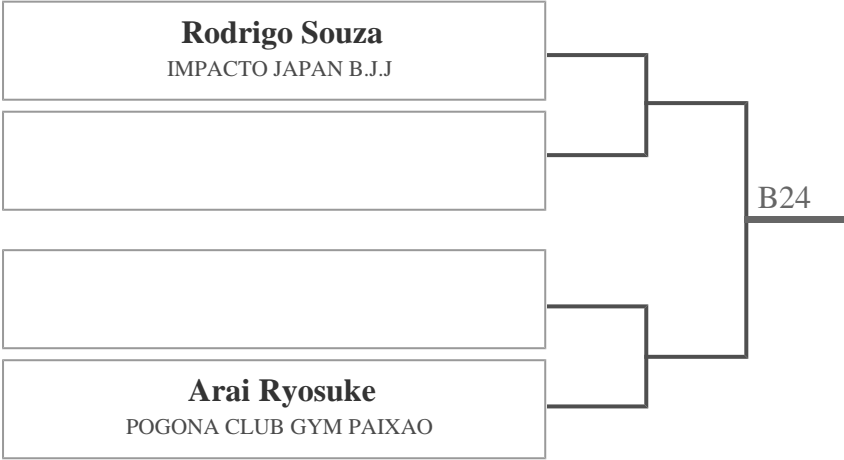 Rodrigo Souza
IMPACTO JAPAN B.J.J
B24
Arai Ryosuke
POGONA CLUB GYM PAIXAO